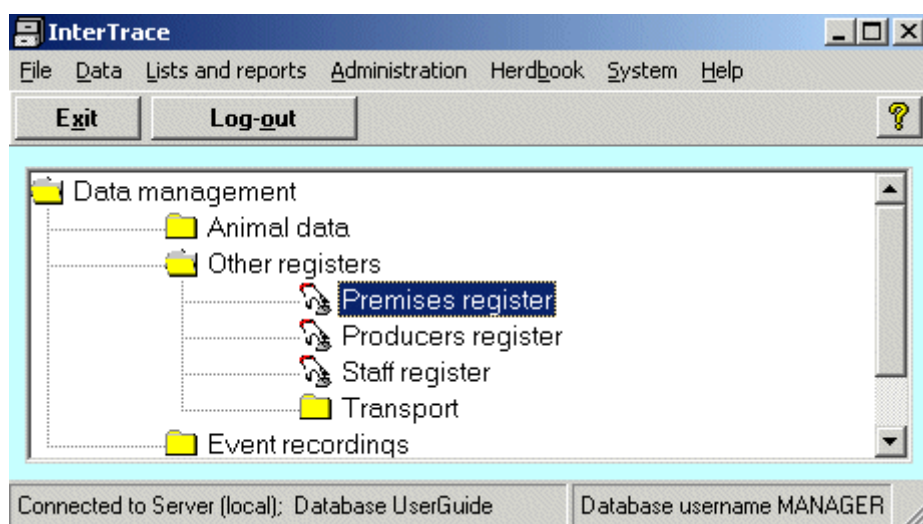 InterTrace
File Data Lists and reports Administration Herdbook System Help
Exit Log-out ?
Data management
Animal data
Other registers
Premises register
Producers register
Staff register
Transport
Event recordings
Connected to Server (local); Database UserGuide Database username MANAGER